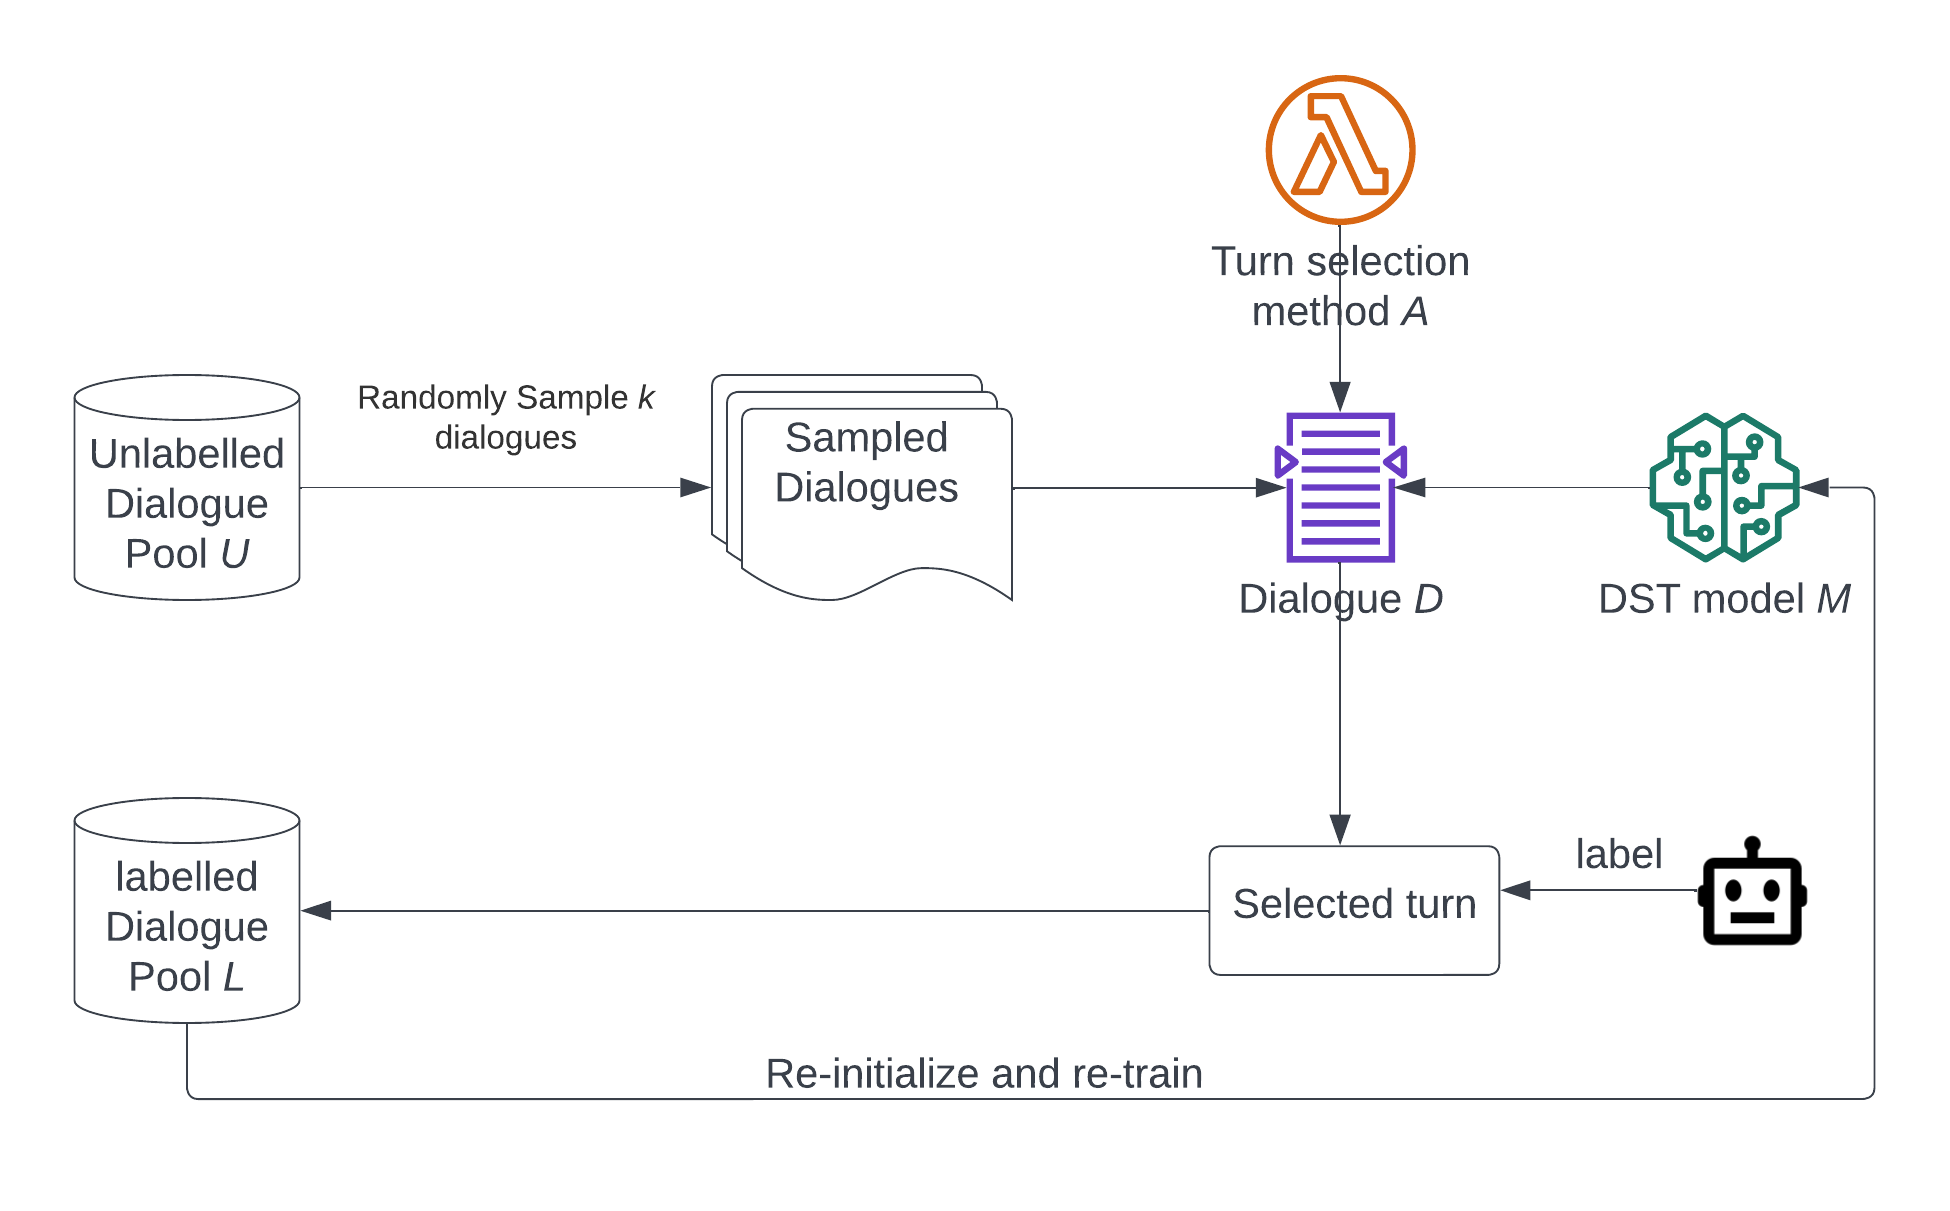 Turn selection
method A
Randomly Sample k
dialogues
Unlabelled
Dialogue
Pool U
Sampled
Dialogues
Dialogue D
DST model M
labelled
Dialogue
Pool L
Selected turn
label
Re-initialize and re-train